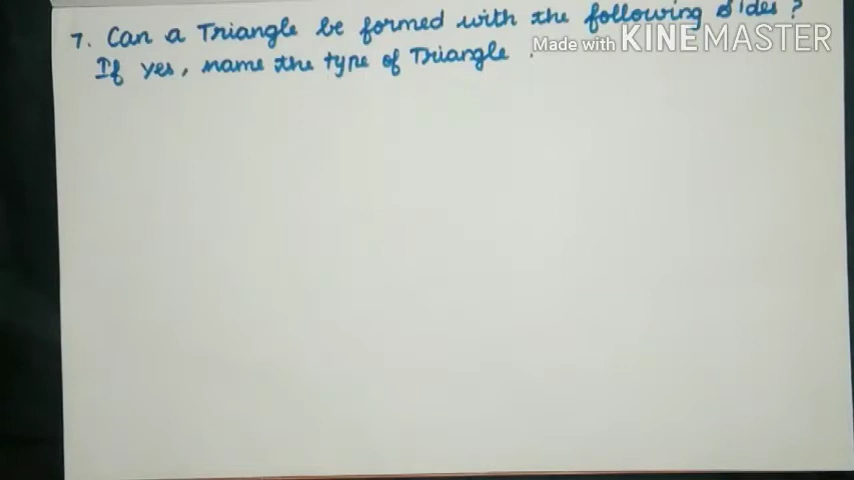 7. Can a Triangle be formed with the following sides?
Made with KINEMASTER
If yes, name the type of Triangle.